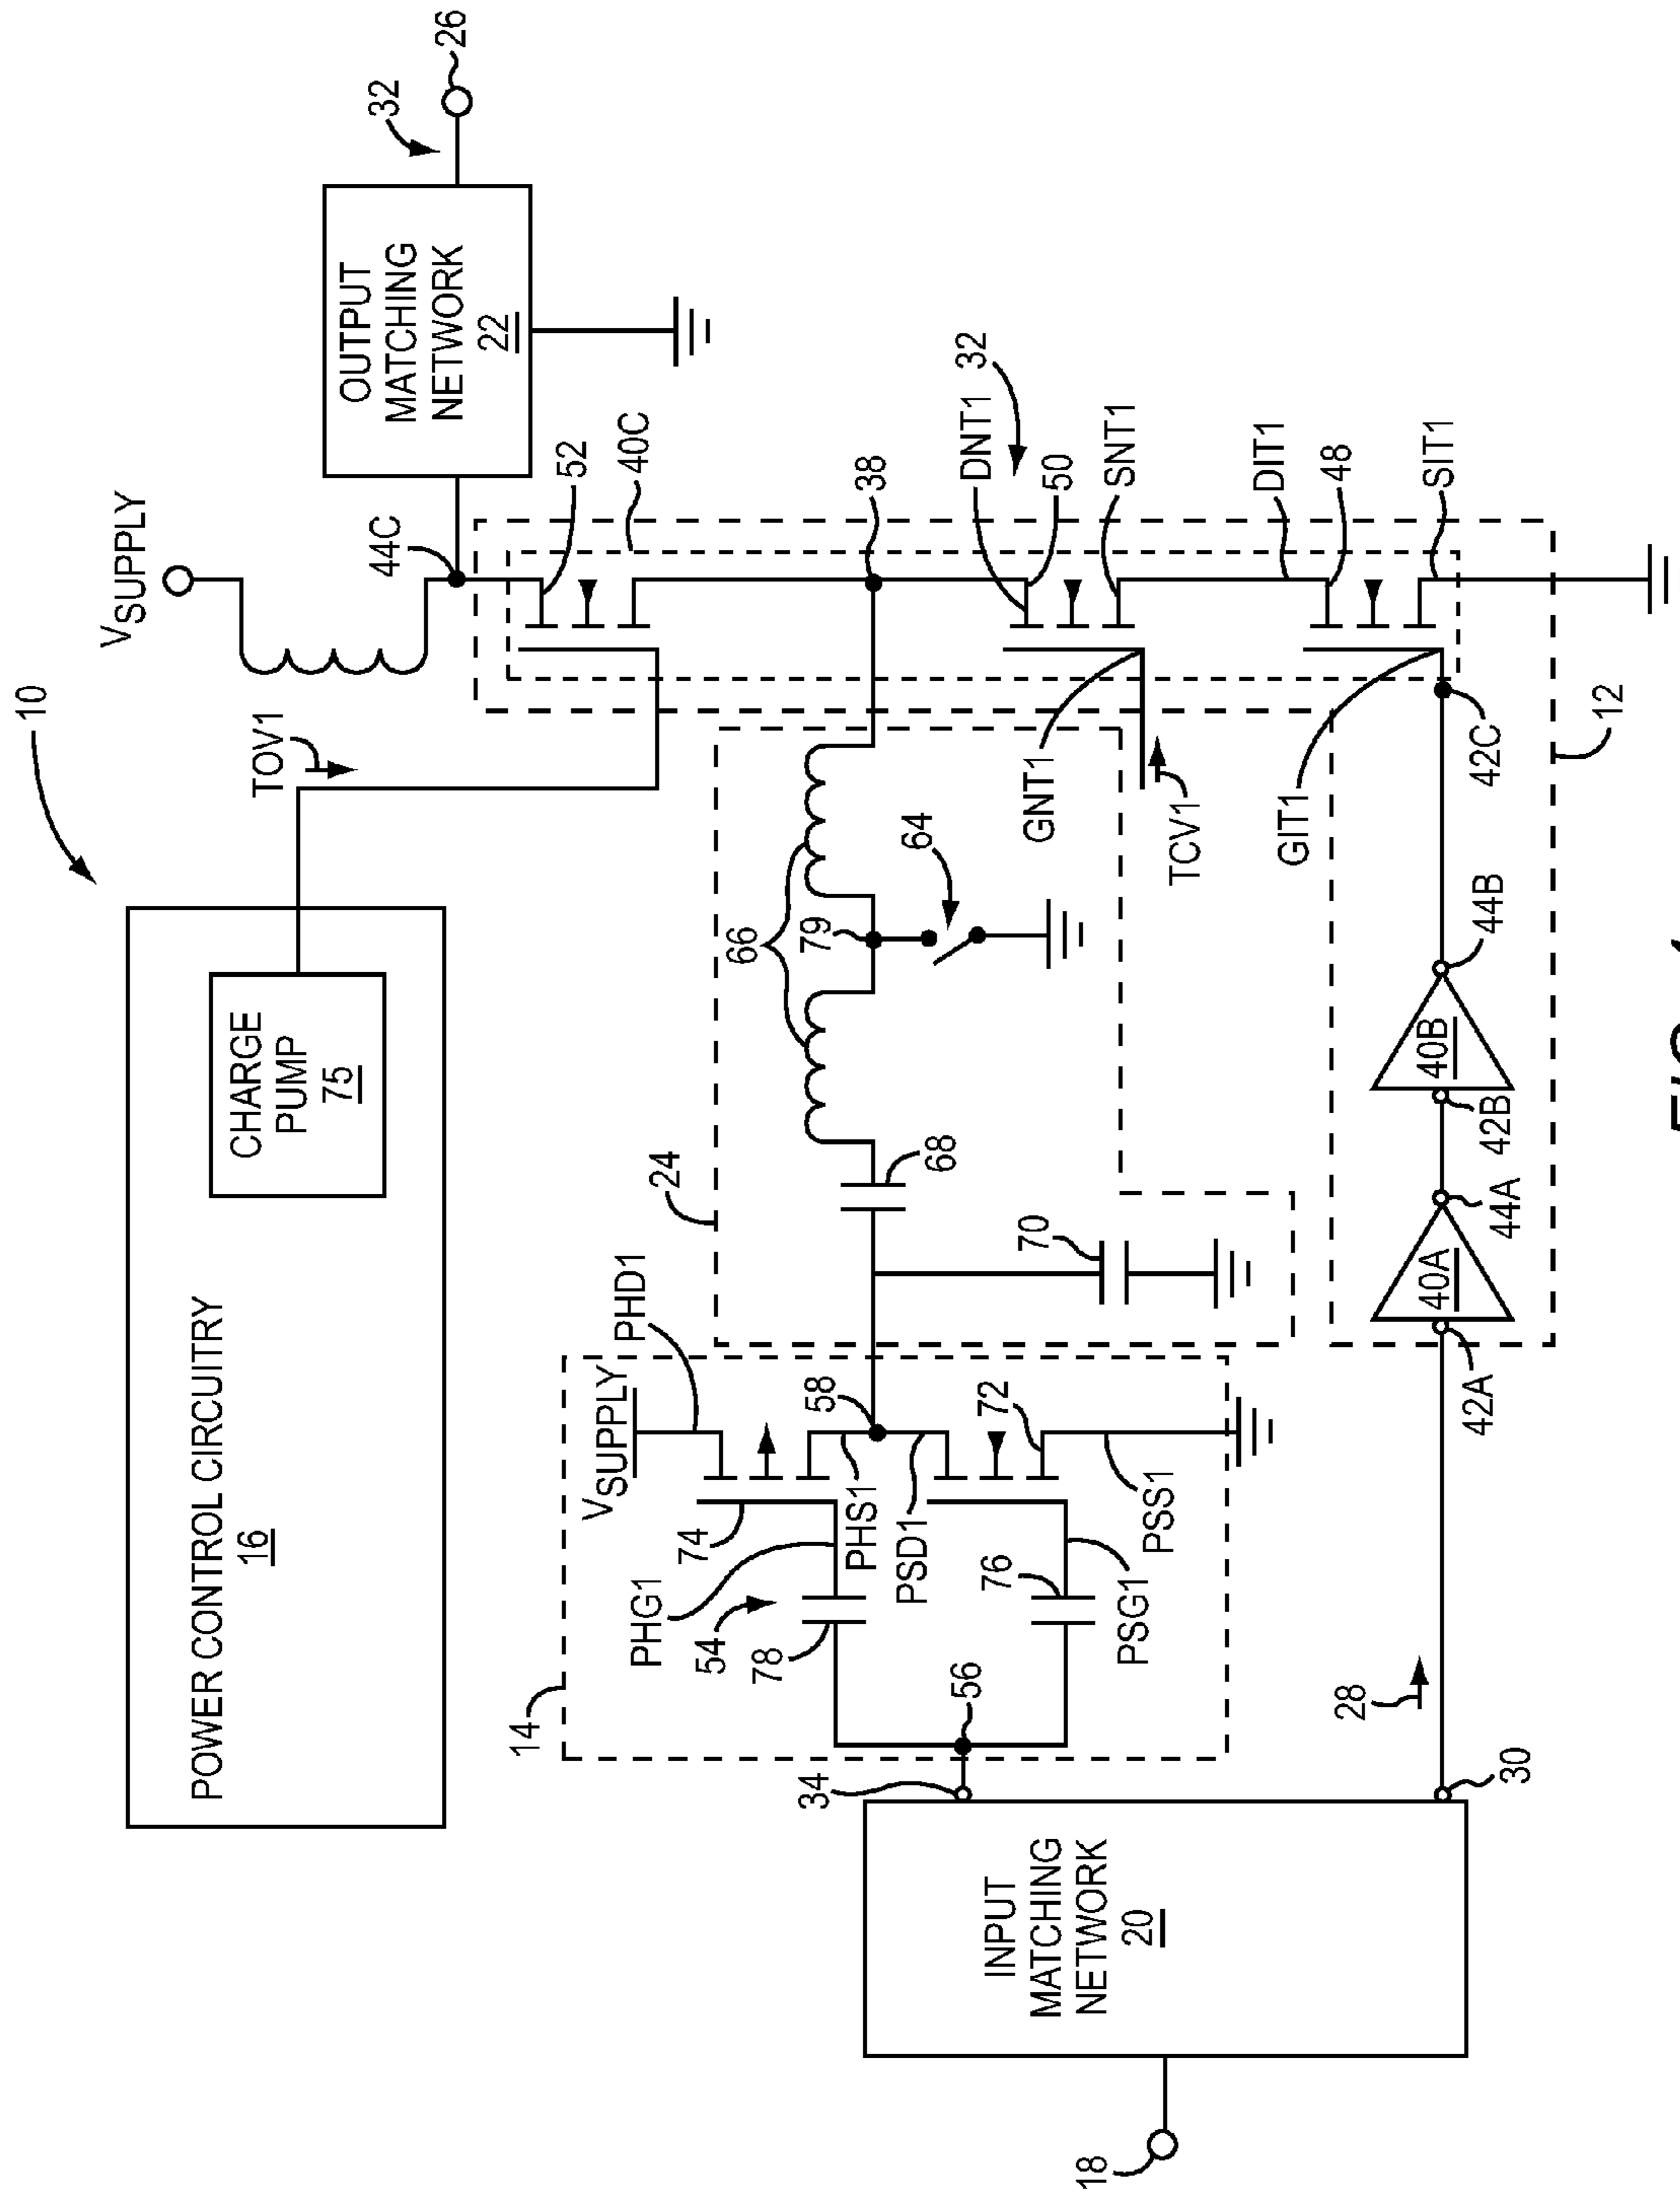 10
POWER CONTROL CIRCUITRY
16
CHARGE
PUMP
75
TOV1
VSUPPLY
44C
OUTPUT
MATCHING
NETWORK
22
32
26
52
40C
14
VSUPPLY
PHD1
74
PHG1
54
78
PHS1
58
PSD1
72
76
PSG1
PSS1
56
34
24
68
70
66
79
64
38
DNT1
32
50
SNT1
GNT1
TCV1
DIT1
48
GIT1
SIT1
42C
12
INPUT
MATCHING
NETWORK
20
18
30
28
42A
40A
44A
42B
40B
44B